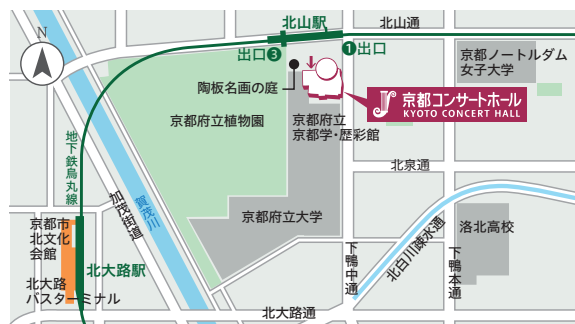 N
北山駅
北山通
出口❸
❶出口
京都ノートルダム
女子大学
陶板名画の庭
京都コンサートホール
KYOTO CONCERT HALL
京都府立植物園
京都府立
京都学・歴彩館
地下鉄烏丸線
加茂街道
賀茂川
北泉通
京都府立大学
京都市
北文化
会館
北大路駅
北大路
バスターミナル
下鴨中通
北白川疎水通
下鴨本通
洛北高校
北大路通